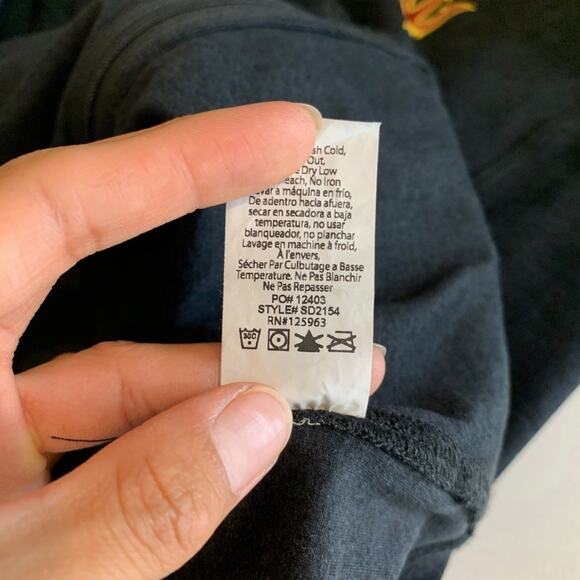 sh Cold,
Out,
Dry Low
each, No Iron
avar a máquina en frío,
De adentro hacia afuera,
secar en secadora a baja
temperatura, no usar
blanqueador, no planchar
Lavage en machine à froid,
À l'envers,
Sécher Par Culbutage a Basse
Temperature. Ne Pas Blanchir
Ne Pas Repasser
PO# 12403
STYLE# SD2154
RN#125963
30C